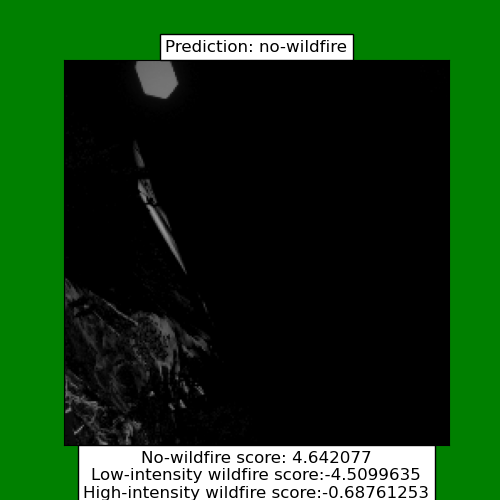 Prediction: no-wildfire
No-wildfire score: 4.642077
Low-intensity wildfire score:-4.5099635
High-intensity wildfire score:-0.68761253